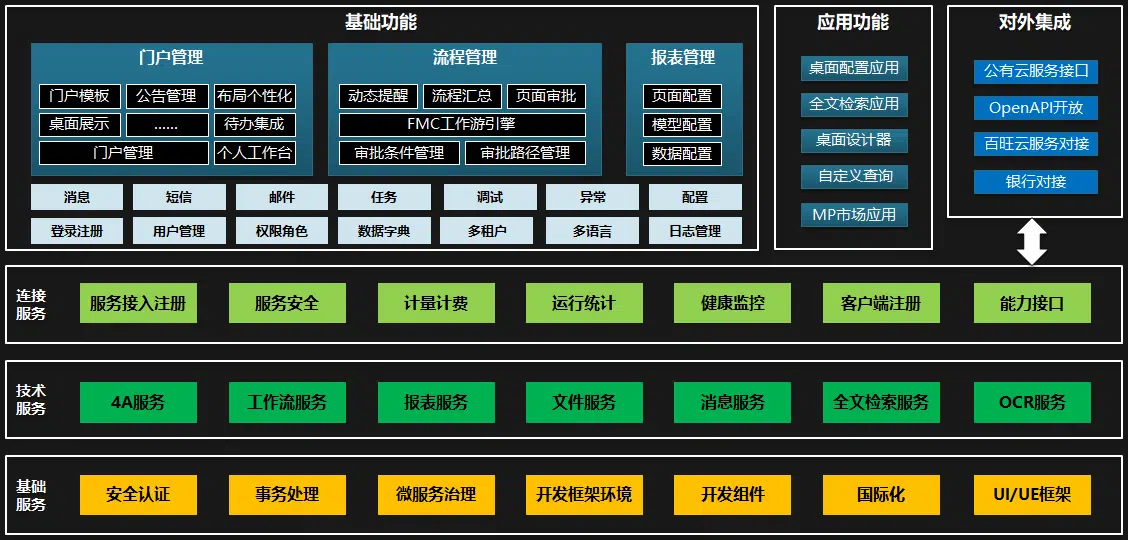 基础功能
门户管理
门户模板
公告管理
布局个性化
桌面展示
......
待办集成
门户管理
个人工作台
流程管理
动态提醒
流程汇总
页面审批
FMC工作游引擎
审批条件管理
审批路径管理
报表管理
页面配置
模型配置
数据配置
消息
短信
邮件
任务
调试
异常
配置
登录注册
用户管理
权限角色
数据字典
多租户
多语言
日志管理
应用功能
桌面配置应用
全文检索应用
桌面设计器
自定义查询
MP市场应用
对外集成
公有云服务接口
OpenAPI开放
百旺云服务对接
银行对接
连接
服务
服务接入注册
服务安全
计量计费
运行统计
健康监控
客户端注册
能力接口
技术
服务
4A服务
工作流服务
报表服务
文件服务
消息服务
全文检索服务
OCR服务
基础
服务
安全认证
事务处理
微服务治理
开发框架环境
开发组件
国际化
UI/UE框架